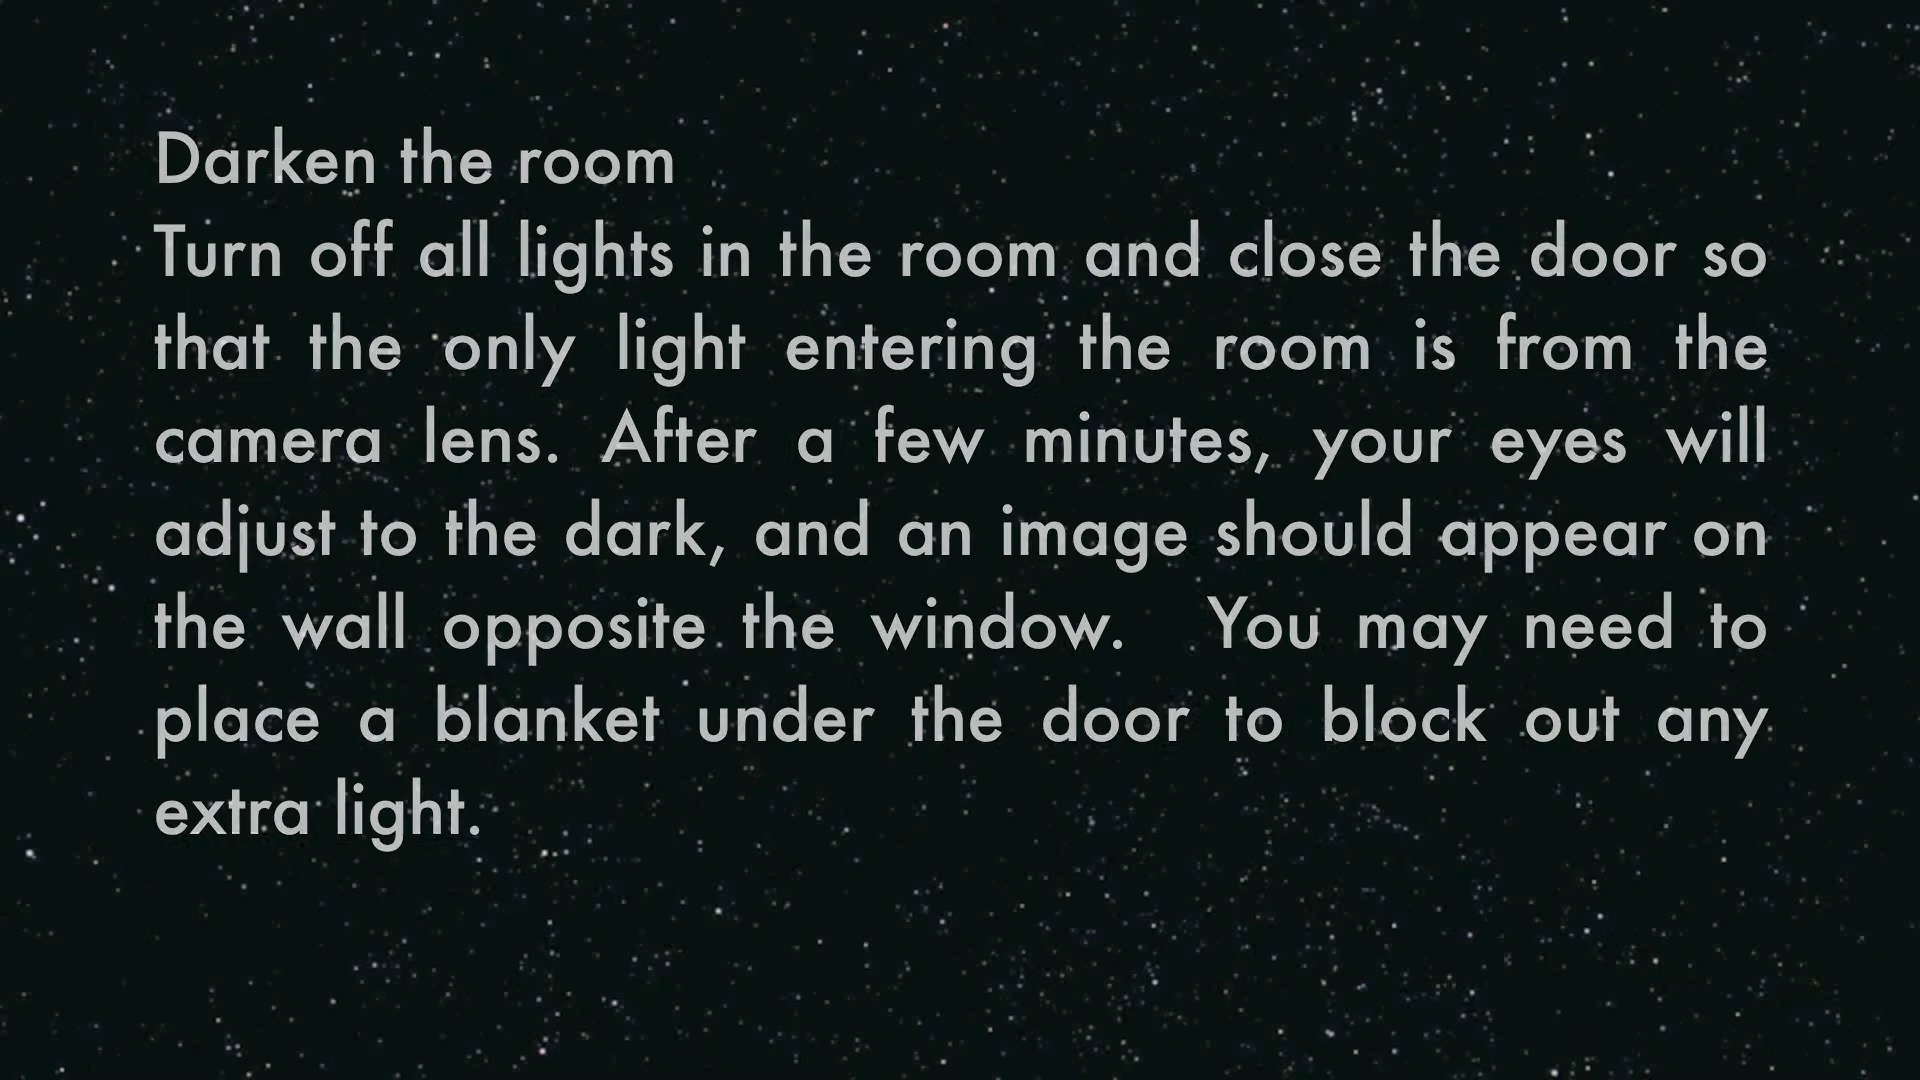 Darken the room
Turn off all lights in the room and close the door so
that the only light entering the room is from the
camera lens. After a few minutes, your eyes will
adjust to the dark, and an image should appear on
the wall opposite the window.  You may need to
place a blanket under the door to block out any
extra light.